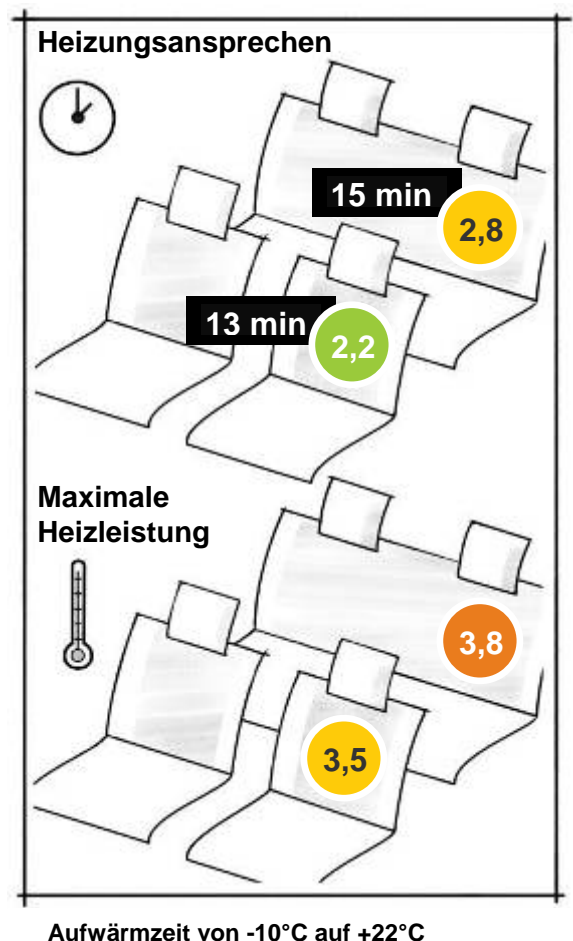 Heizungsansprechen
15 min
2,8
13 min
2,2
Maximale
Heizleistung
3,8
3,5
Aufwärmzeit von -10°C auf +22°C